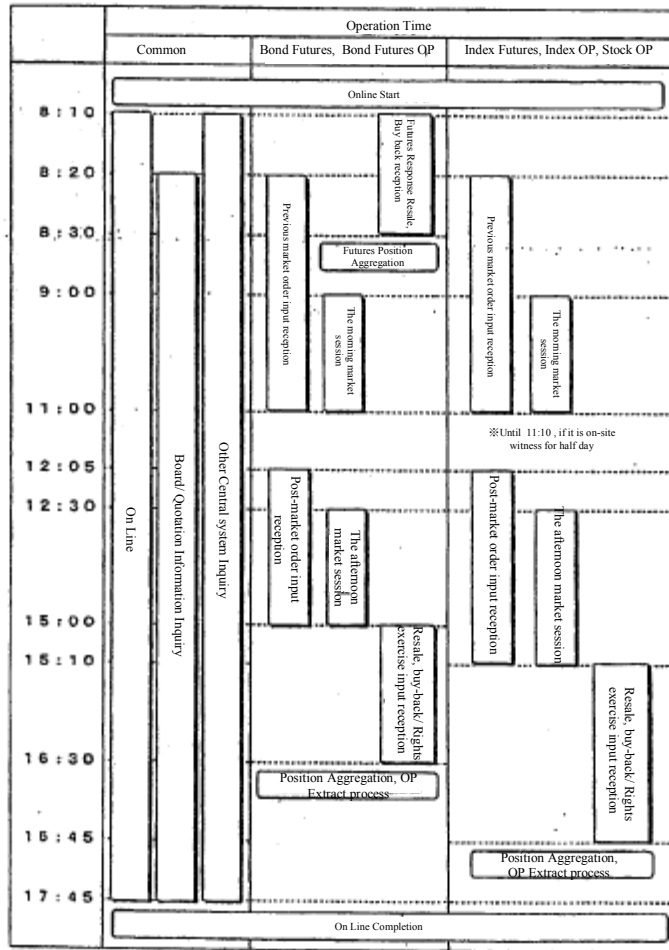 Operation Time
Common
Bond Futures, Bond Futures OP
Index Futures, Index OP, Stock OP
Online Start
8:10
8:20
8:30
9:00
11:00
12:05
12:30
15:00
15:10
16:30
15:45
17:45
On Line
Board/ Quotation Information Inquiry
Other Central system Inquiry
Previous market order input reception
Futures Response Resale,
Buy back reception
Futures Position
Aggregation
The morning market
session
Post-market order input
reception
The afternoon
market session
Resale, buy-back/ Rights
exercise input reception
Position Aggregation, OP
Extract process
Previous market order input reception
The morning market
session
※Until 11:10 , if it is on-site
witness for half day
Post-market order input reception
The afternoon market session
Resale, buy-back/ Rights
exercise input reception
Position Aggregation,
OP Extract process
On Line Completion